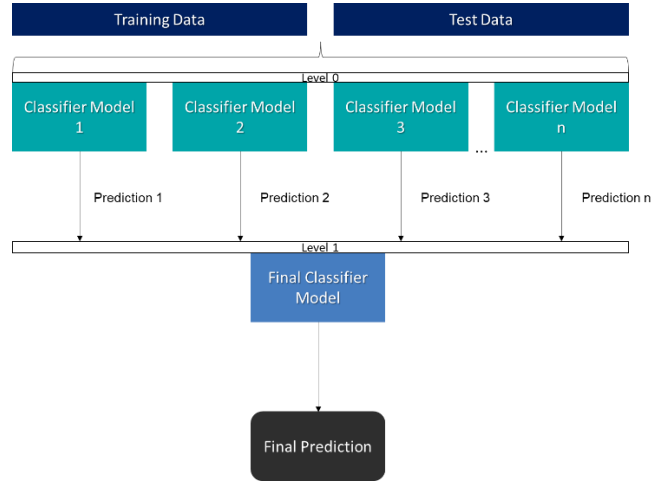 Training Data
Test Data
Level 0
Classifier Model
1
Classifier Model
2
Classifier Model
3
...
Classifier Model
n
Prediction 1
Prediction 2
Prediction 3
Prediction n
Level 1
Final Classifier
Model
Final Prediction